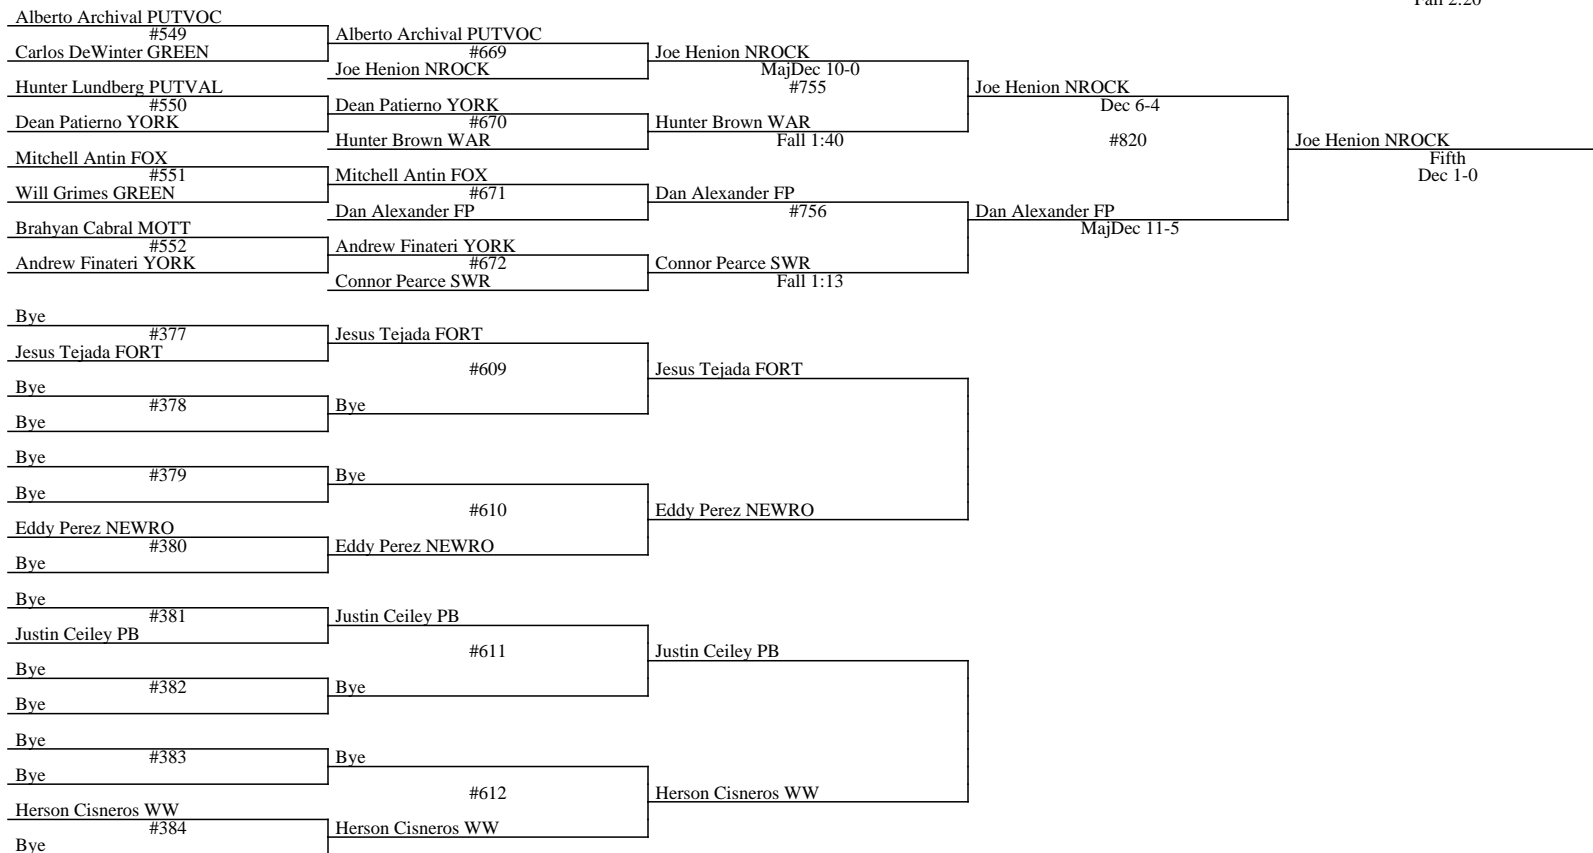 Fall 2:20
Alberto Archival PUTVOC
#549
Carlos DeWinter GREEN
Hunter Lundberg PUTVAL
#550
Dean Patierno YORK
Mitchell Antin FOX
#551
Will Grimes GREEN
Brahyan Cabral MOTT
#552
Andrew Finateri YORK
Alberto Archival PUTVOC
#669
Joe Henion NROCK
Dean Patierno YORK
#670
Hunter Brown WAR
Mitchell Antin FOX
#671
Dan Alexander FP
Andrew Finateri YORK
#672
Connor Pearce SWR
Joe Henion NROCK
MajDec 10-0
#755
Hunter Brown WAR
Fall 1:40
Dan Alexander FP
#756
Connor Pearce SWR
Fall 1:13
Joe Henion NROCK
Dec 6-4
#820
Dan Alexander FP
MajDec 11-5
Joe Henion NROCK
Fifth
Dec 1-0
Bye
#377
Jesus Tejada FORT
Bye
#378
Bye
Bye
#379
Bye
Eddy Perez NEWRO
#380
Bye
Bye
#381
Justin Ceiley PB
Bye
#382
Bye
Bye
#383
Bye
Herson Cisneros WW
#384
Bye
Jesus Tejada FORT
#609
Bye
Bye
#610
Eddy Perez NEWRO
Justin Ceiley PB
#611
Bye
Bye
#612
Herson Cisneros WW
Jesus Tejada FORT
Eddy Perez NEWRO
Justin Ceiley PB
Herson Cisneros WW